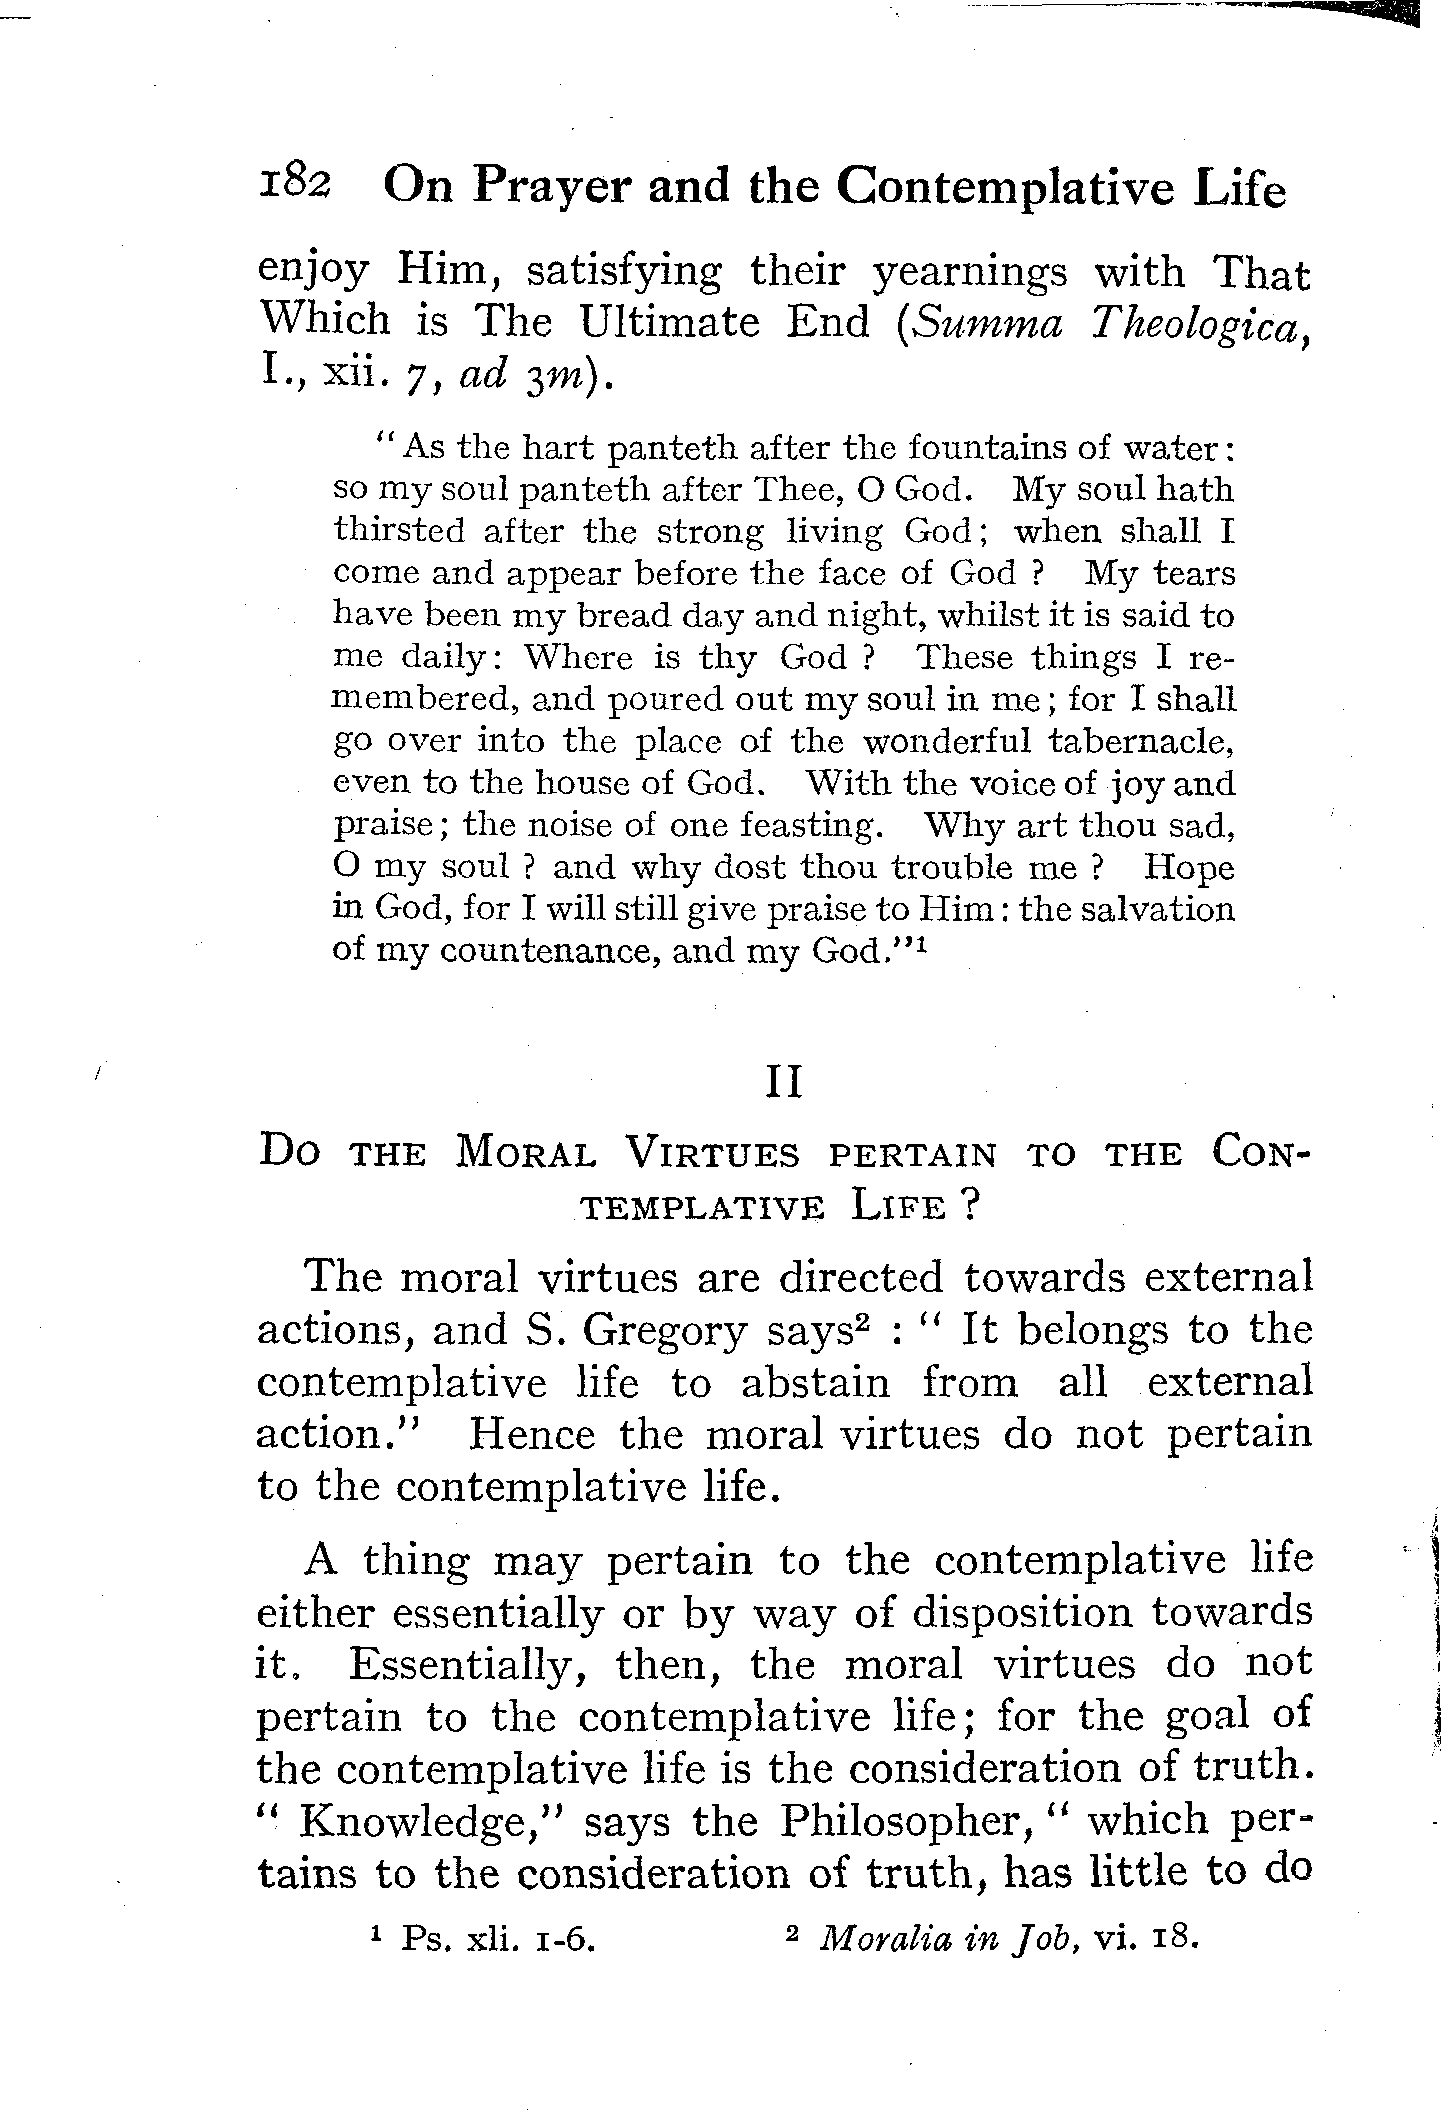 182 On Prayer and the Contemplative Life
enjoy Him, satisfying their yearnings with That
Which is The Ultimate End (Summa Theologica,
I., xii. 7, ad 3m).
" As the hart panteth after the fountains of water:
so my soul panteth after Thee, O God. My soul hath
thirsted after the strong living God; when shall I
come and appear before the face of God ? My tears
have been my bread day and night, whilst it is said to
me daily: Where is thy God ? These things I re-
membered, and poured out my soul in me; for I shall
go over into the place of the wonderful tabernacle,
even to the house of God. With the voice of joy and
praise; the noise of one feasting. Why art thou sad,
O my soul ? and why dost thou trouble me ? Hope
in God, for I will still give praise to Him: the salvation
of my countenance, and my God."¹
II
Do the Moral Virtues pertain to the Con-
templative Life ?
The moral virtues are directed towards external
actions, and S. Gregory says² : " It belongs to the
contemplative life to abstain from all external
action." Hence the moral virtues do not pertain
to the contemplative life.
A thing may pertain to the contemplative life
either essentially or by way of disposition towards
it. Essentially, then, the moral virtues do not
pertain to the contemplative life; for the goal of
the contemplative life is the consideration of truth.
" Knowledge," says the Philosopher, " which per-
tains to the consideration of truth, has little to do
¹ Ps. xli. 1-6. ² Moralia in Job, vi. 18.